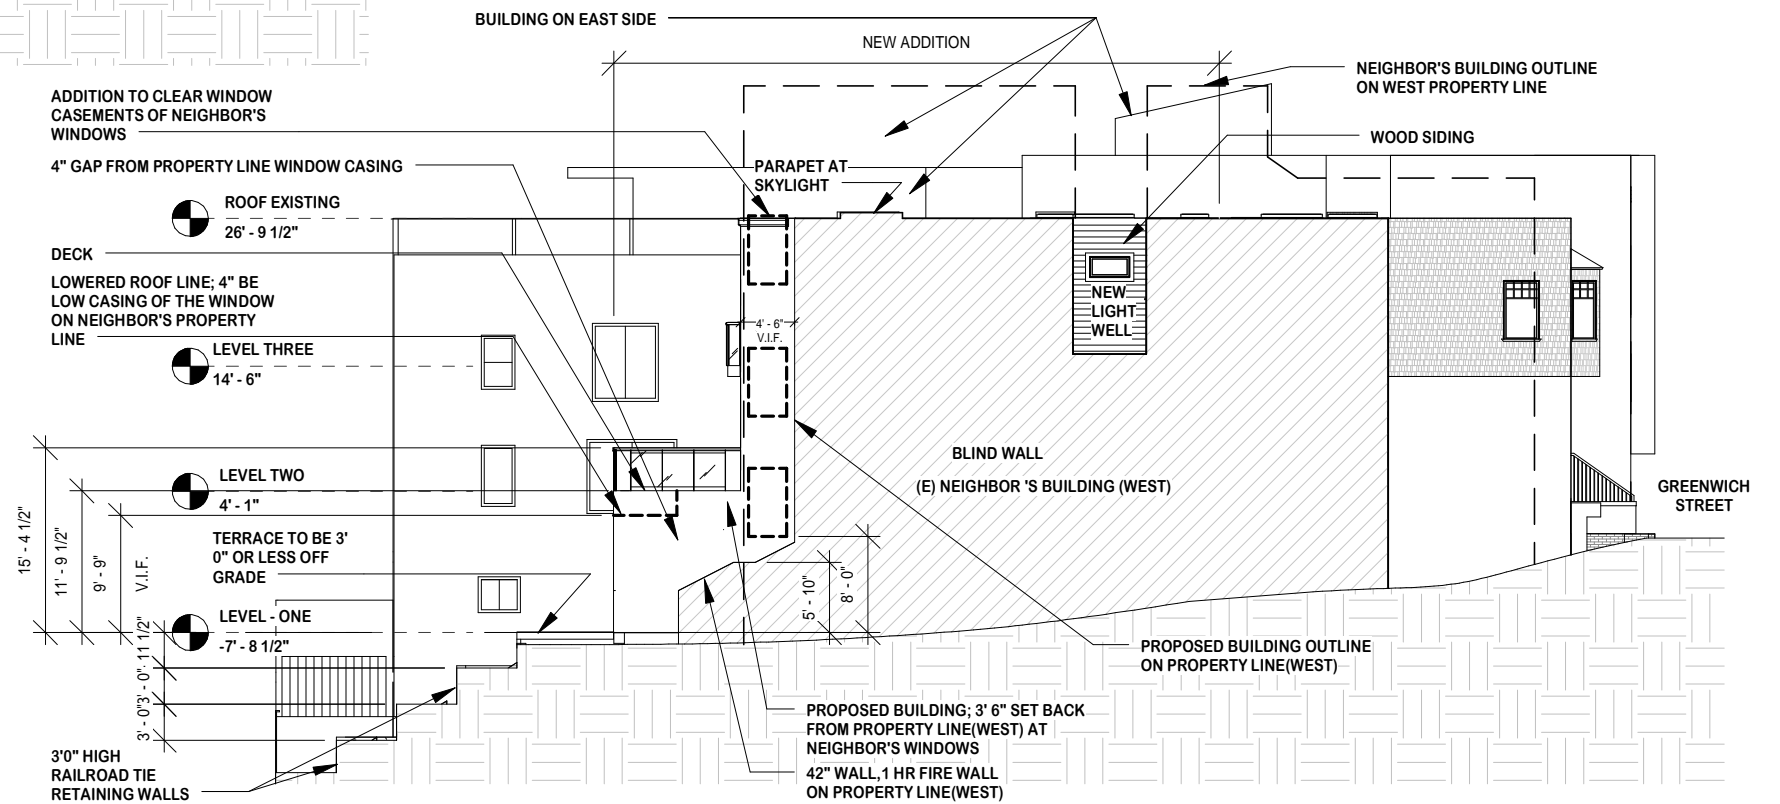 BUILDING ON EAST SIDE
NEW ADDITION
NEIGHBOR'S BUILDING OUTLINE
ON WEST PROPERTY LINE
ADDITION TO CLEAR WINDOW
CASEMENTS OF NEIGHBOR'S
WINDOWS
WOOD SIDING
4" GAP FROM PROPERTY LINE WINDOW CASING
PARAPET AT
SKYLIGHT
ROOF EXISTING
26' - 9 1/2"
DECK
LOWERED ROOF LINE; 4" BE
LOW CASING OF THE WINDOW
ON NEIGHBOR'S PROPERTY
LINE
NEW
LIGHT
WELL
4' - 6"
V.I.F.
LEVEL THREE
14' - 6"
BLIND WALL
(E) NEIGHBOR 'S BUILDING (WEST)
LEVEL TWO
4' - 1"
GREENWICH
STREET
15' - 4 1/2"
11' - 9 1/2"
9' - 9"
V.I.F.
TERRACE TO BE 3'
0" OR LESS OFF
GRADE
5' - 10"
8' - 0"
LEVEL - ONE
-7' - 8 1/2"
11 1/2"
3' - 0"
3' - 0"
PROPOSED BUILDING OUTLINE
ON PROPERTY LINE(WEST)
PROPOSED BUILDING; 3' 6" SET BACK
FROM PROPERTY LINE(WEST) AT
NEIGHBOR'S WINDOWS
42" WALL,1 HR FIRE WALL
ON PROPERTY LINE(WEST)
3'0" HIGH
RAILROAD TIE
RETAINING WALLS